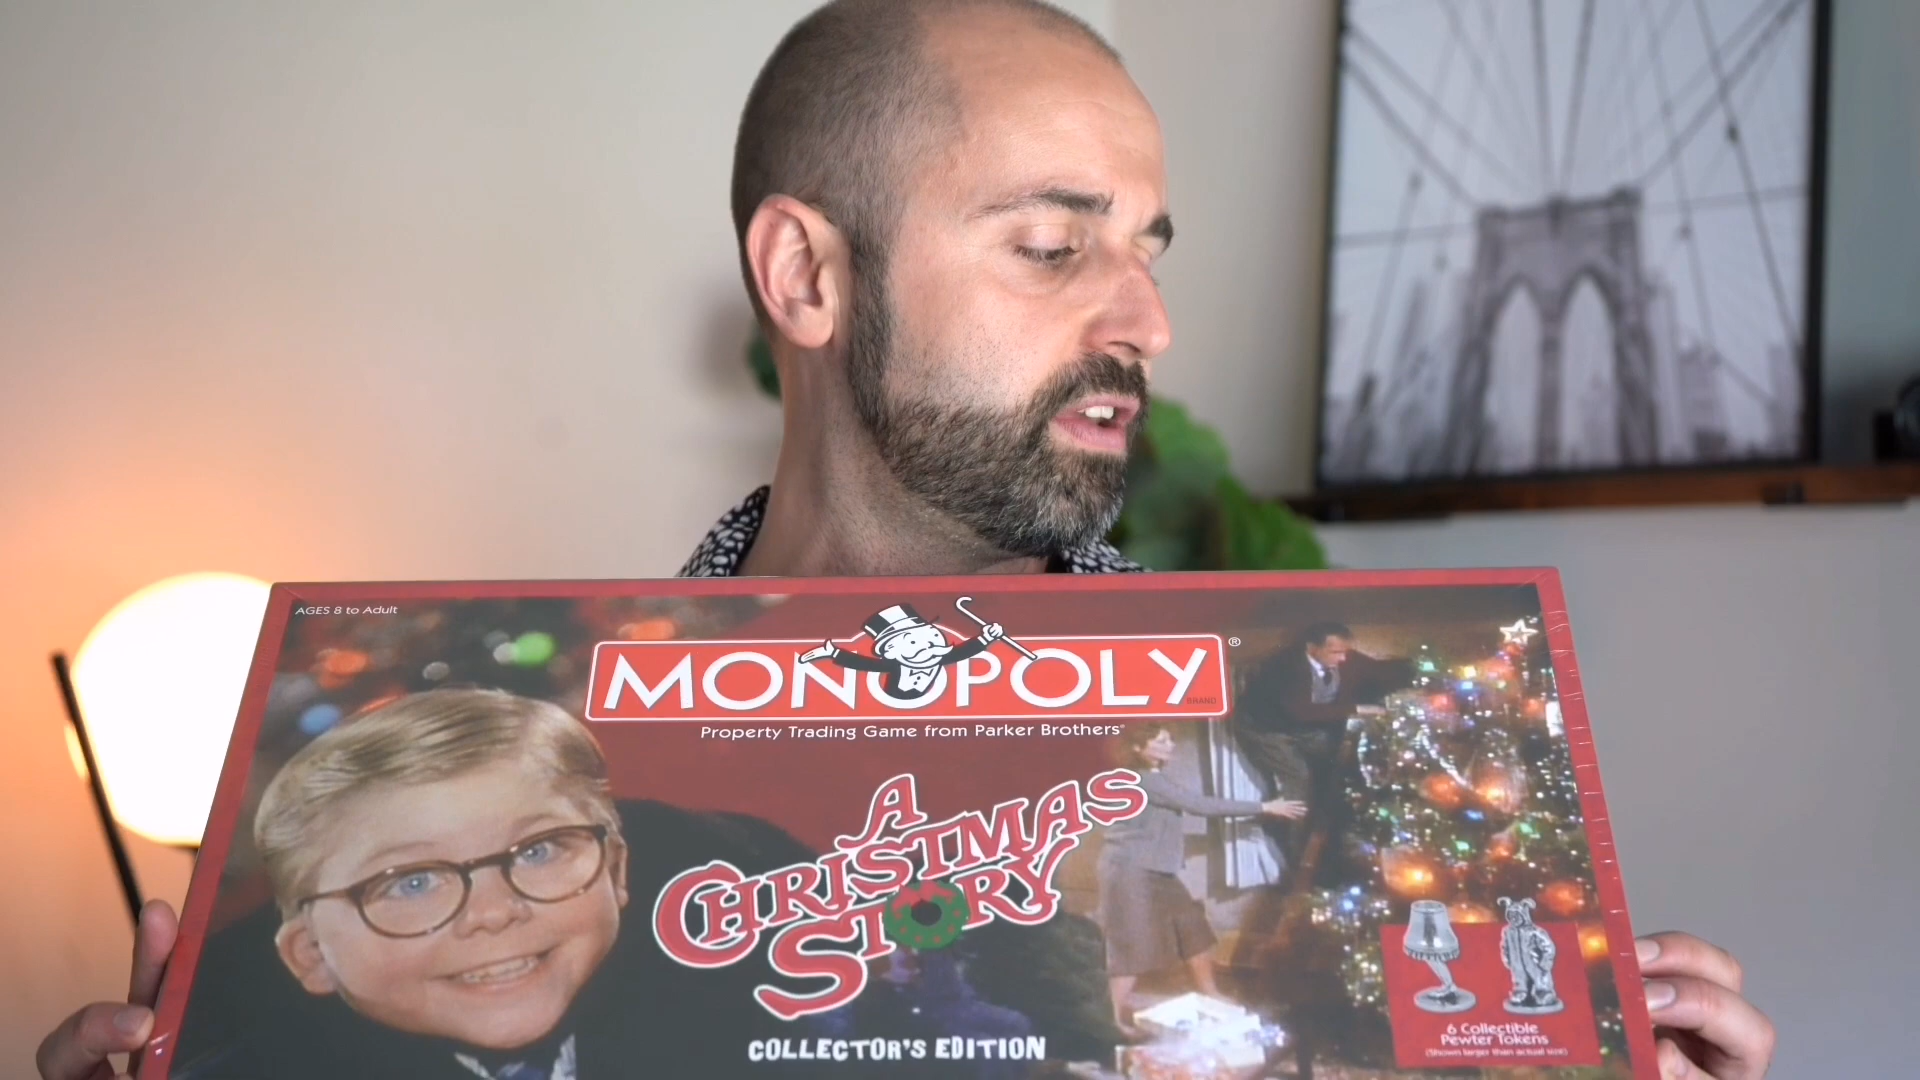 AGES 8 to Adult
MONOPOLY®
BRAND
Property Trading Game from Parker Brothers®
A
CHRISTMAS
STORY
COLLECTOR'S EDITION
6 Collectible
Pewter Tokens
(Shown larger than actual size)